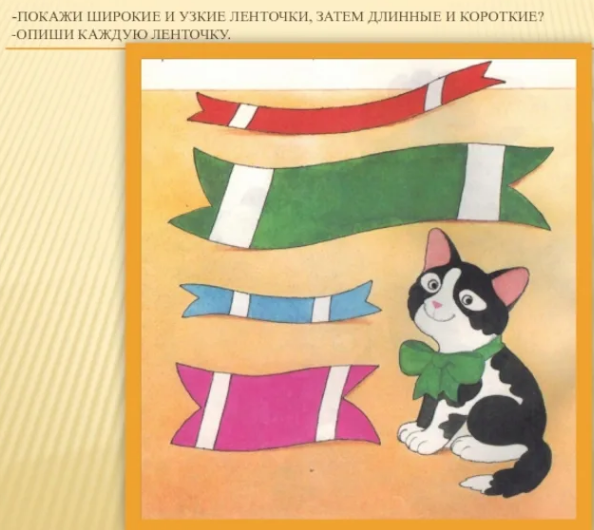 -ПОКАЖИ ШИРОКИЕ И УЗКИЕ ЛЕНТОЧКИ, ЗАТЕМ ДЛИННЫЕ И КОРОТКИЕ?
-ОПИШИ КАЖДУЮ ЛЕНТОЧКУ.